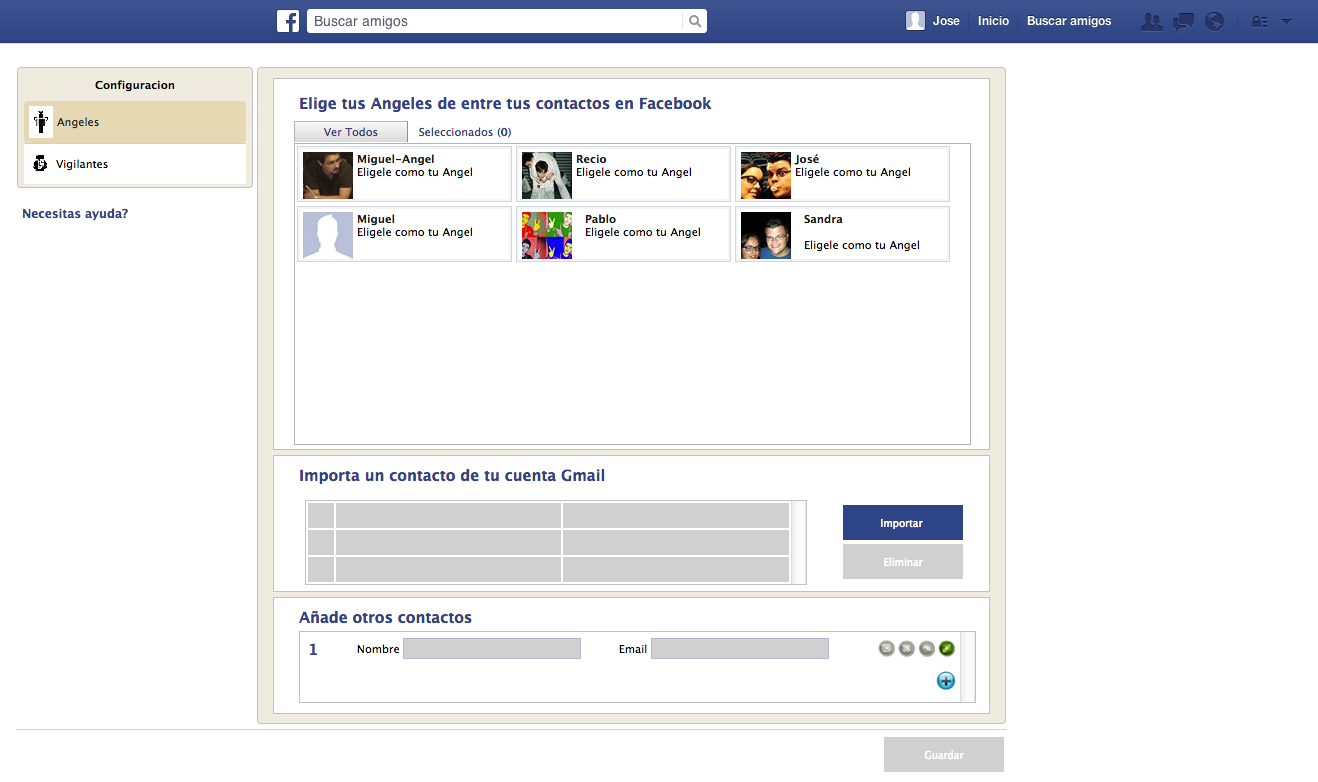 Buscar amigos
Jose
Inicio
Buscar amigos
Configuracion
Angeles
Vigilantes
Necesitas ayuda?
Elige tus Angeles de entre tus contactos en Facebook
Ver Todos
Seleccionados (0)
Miguel-Angel
Eligele como tu Angel
Recio
Eligele como tu Angel
José
Eligele como tu Angel
Miguel
Eligele como tu Angel
Pablo
Eligele como tu Angel
Sandra
Eligele como tu Angel
Importa un contacto de tu cuenta Gmail
Importar
Eliminar
Añade otros contactos
1
Nombre
Email
Guardar